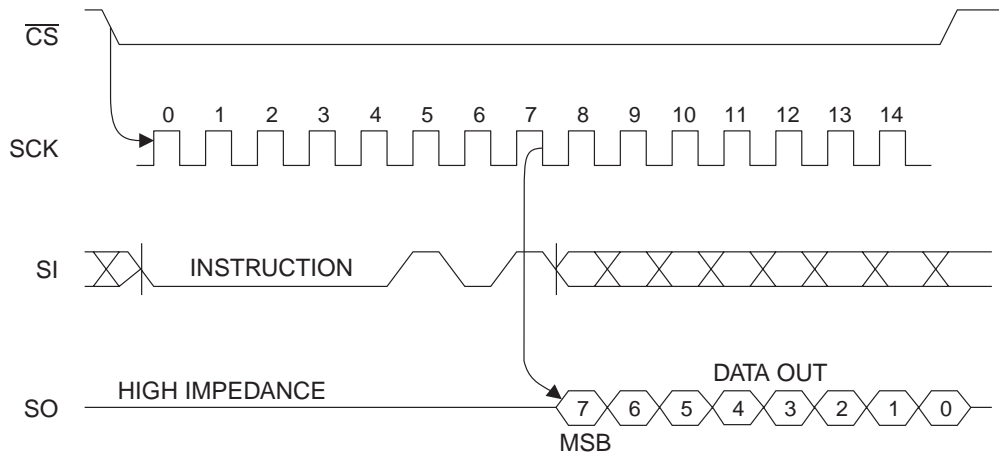 CS
0 1 2 3 4 5 6 7 8 9 10 11 12 13 14
SCK
SI INSTRUCTION
HIGH IMPEDANCE DATA OUT
SO 7 6 5 4 3 2 1 0
MSB